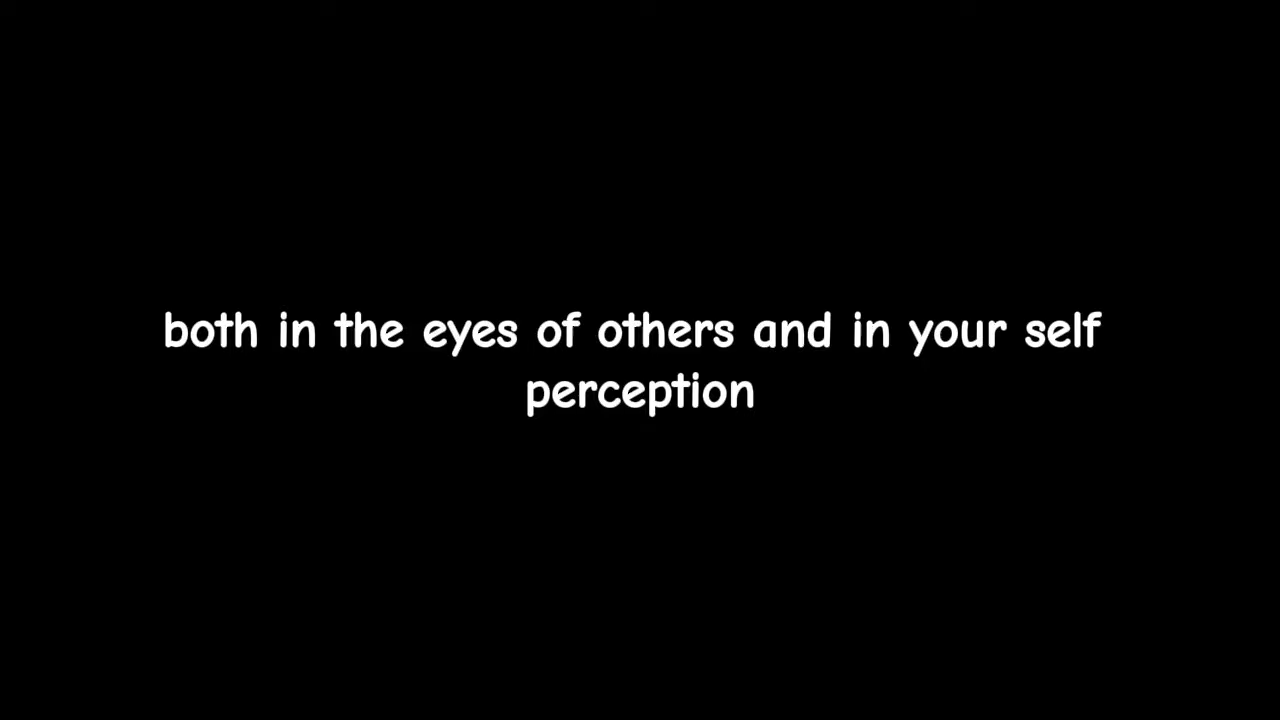 both in the eyes of others and in your self
perception